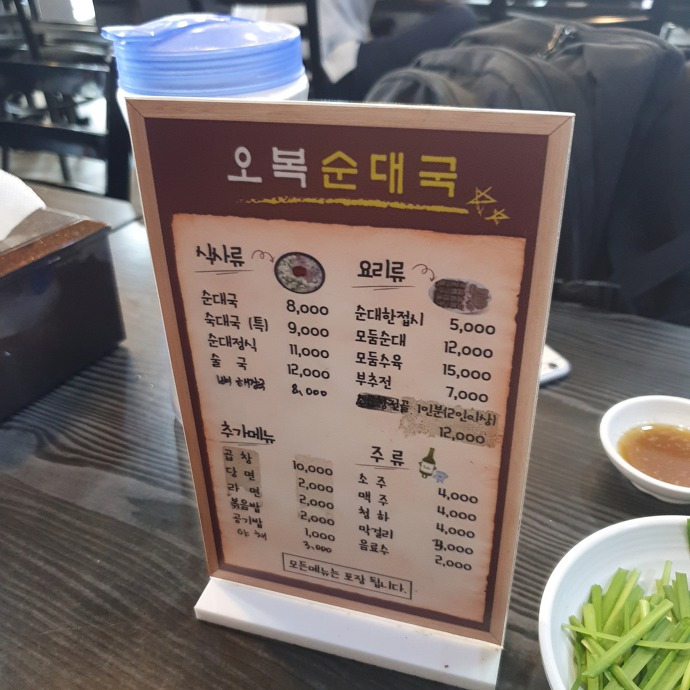 오복순대국
식사류
순대국 8,000
숙대국 (특) 9,000
순대정식 11,000
술 국 12,000
뼈 해장국 8,000
요리류
순대한접시 5,000
모둠순대 12,000
모둠수육 15,000
부추전 7,000
1인분(2인이상)
12,000
추가메뉴
곱 창 10,000
당 면 2,000
라 면 2,000
볶음밥 2,000
공기밥 1,000
야 채 3,000
주 류
소 주 4,000
맥 주 4,000
청 하 4,000
막걸리 3,000
음료수 2,000
모든메뉴는 포장 됩니다.